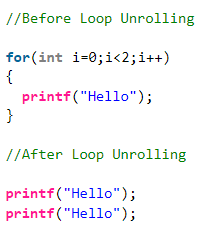 //Before Loop Unrolling
for(int i=0;i<2;i++)
{
  printf("Hello");
}
//After Loop Unrolling
printf("Hello");
printf("Hello");